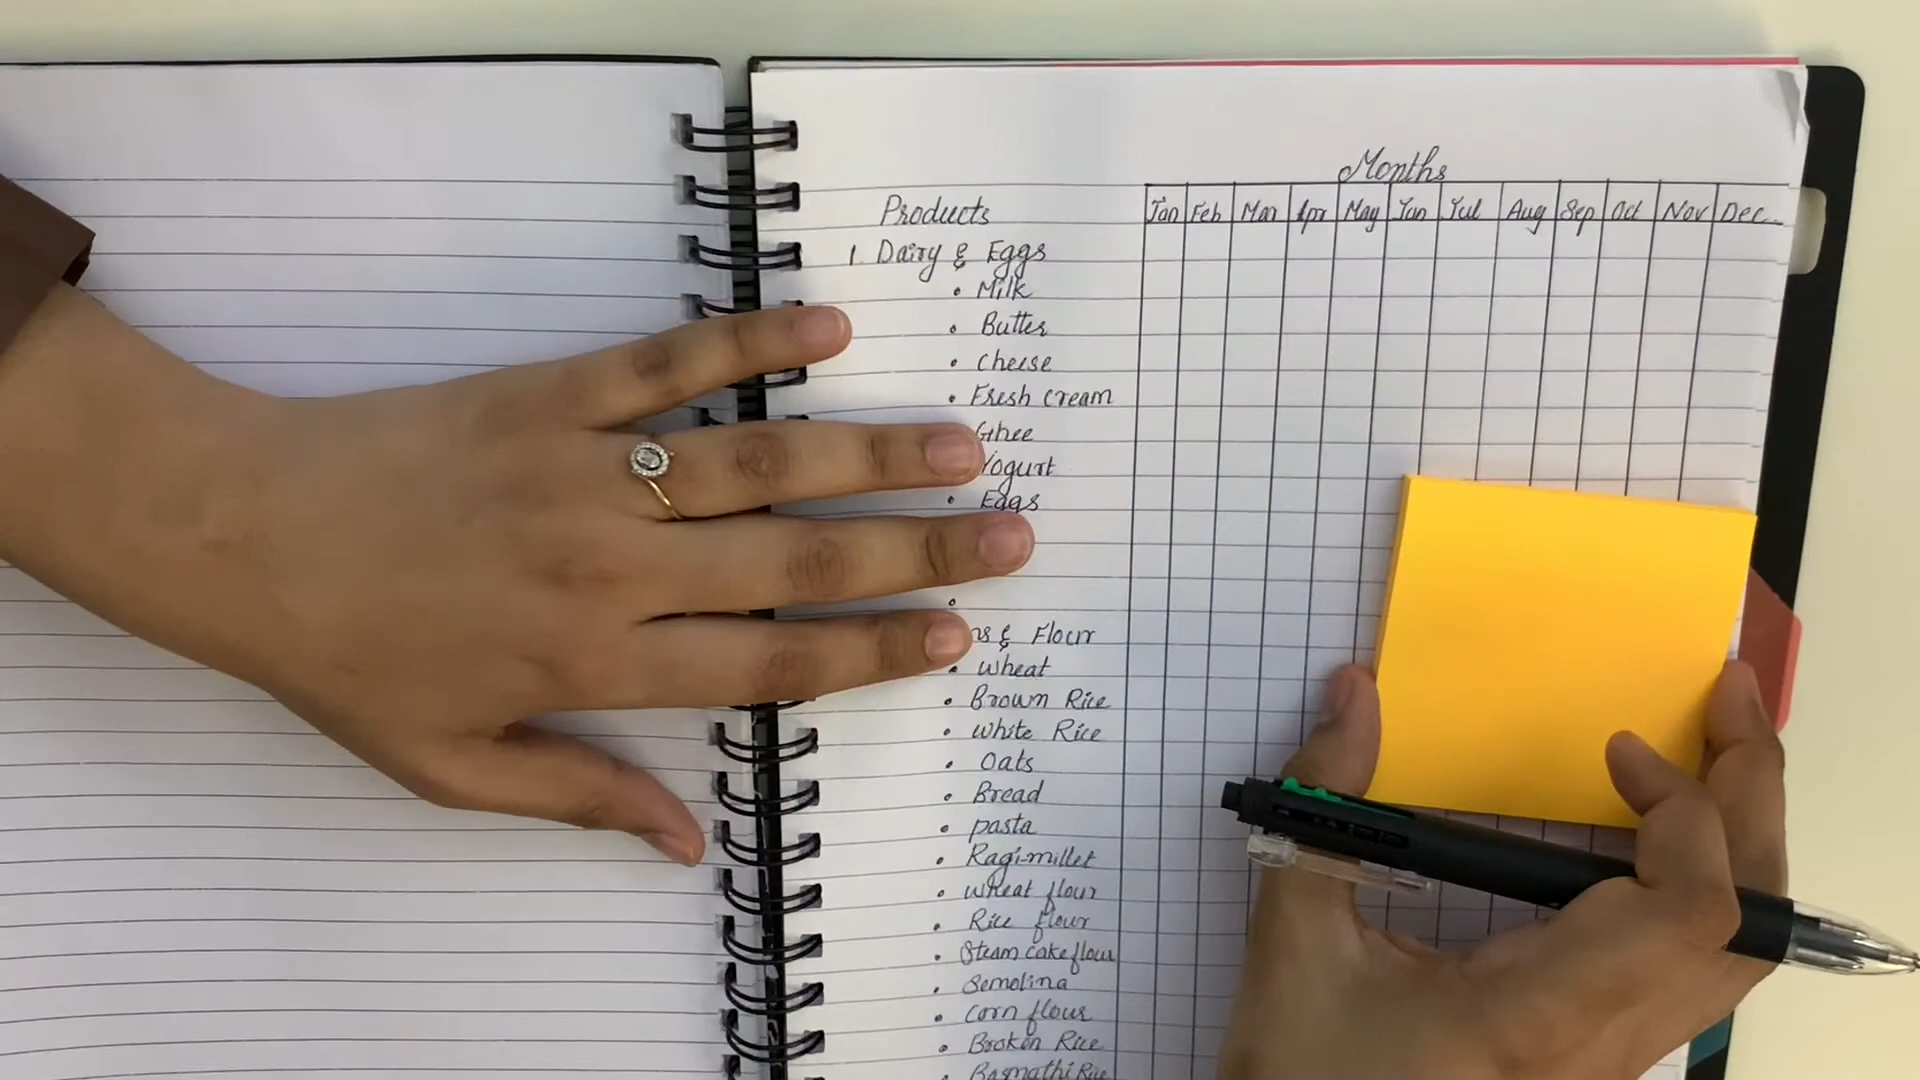 Months
Products Jan Feb Mar Apr May Jun Jul Aug Sep Oct Nov Dec
1. Dairy & Eggs
• Milk
• Butter
• Cheese
• Fresh cream
Ghee
Yogurt
• Eggs
•
& Flour
• Wheat
• Brown Rice
• White Rice
• Oats
• Bread
• pasta
• Ragi-millet
• wheat flour
• Rice flour
• Steam cake flour
• Semolina
• corn flour
• Broken Rice
Basmathi Rice